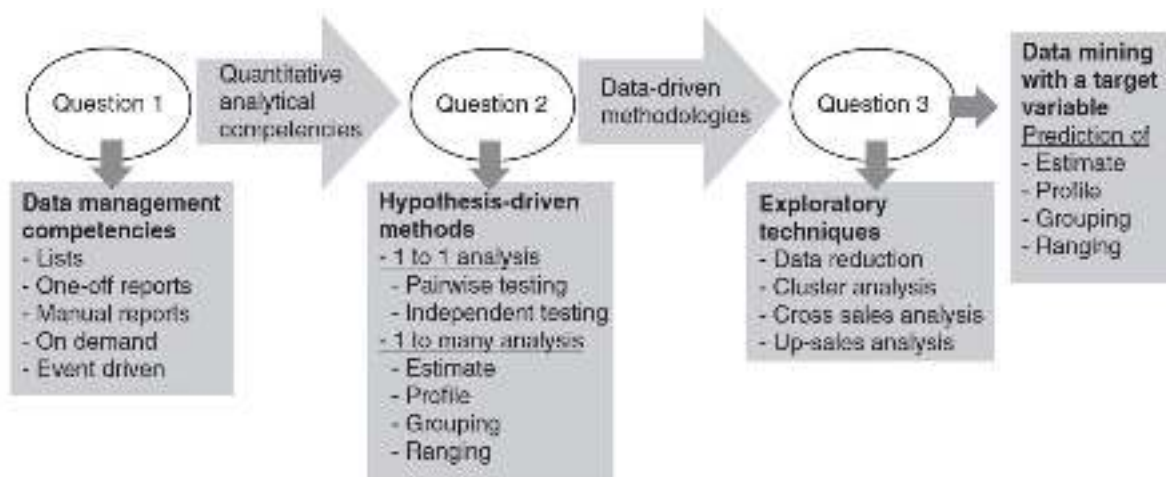 Question 1
Quantitative
analytical
competencies
Question 2
Data-driven
methodologies
Question 3
Data mining
with a target
variable
Prediction of
- Estimate
- Profile
- Grouping
- Ranging
Data management
competencies
- Lists
- One-off reports
- Manual reports
- On demand
- Event driven
Hypothesis-driven
methods
- 1 to 1 analysis
- Pairwise testing
- Independent testing
- 1 to many analysis
- Estimate
- Profile
- Grouping
- Ranging
Exploratory
techniques
- Data reduction
- Cluster analysis
- Cross sales analysis
- Up-sales analysis